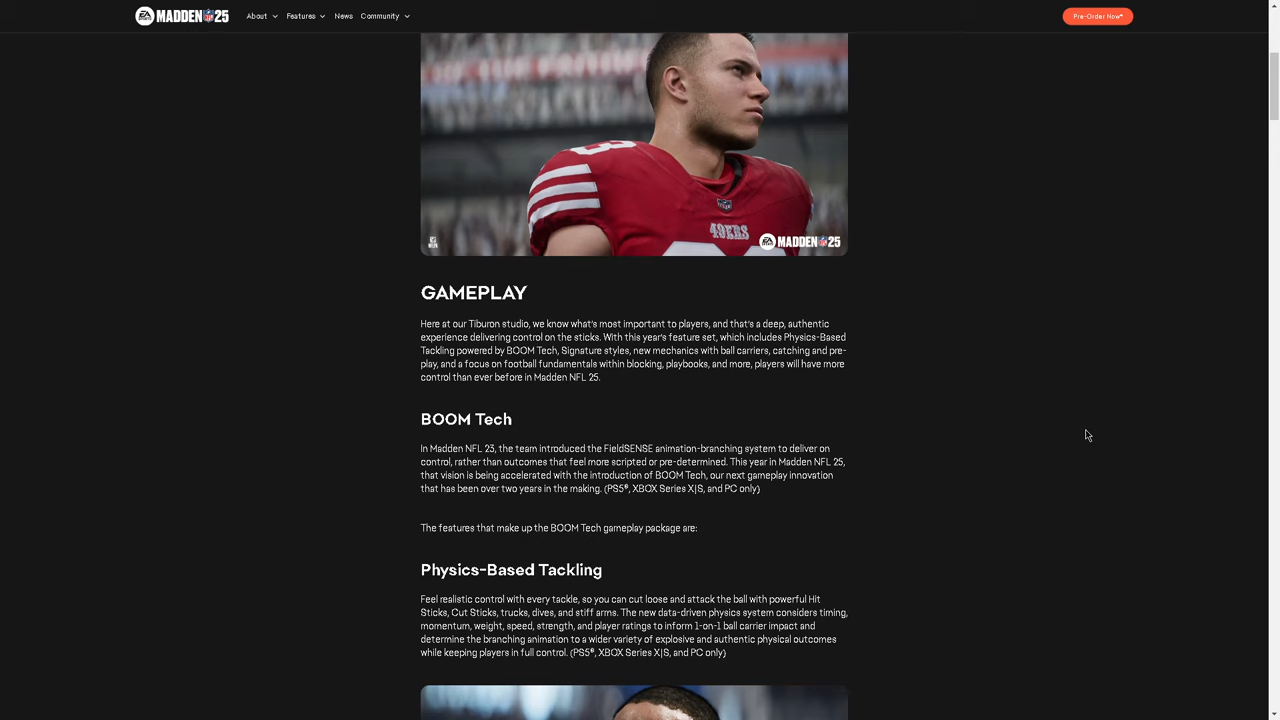 EA SPORTS MADDEN NFL 25
About
Features
News
Community
Pre-Order Now*
49ERS
NFL
EA SPORTS MADDEN NFL 25
GAMEPLAY
Here at our Tiburon studio, we know what's most important to players, and that's a deep, authentic
experience delivering control on the sticks. With this year's feature set, which includes Physics-Based
Tackling powered by BOOM Tech, Signature styles, new mechanics with ball carriers, catching and pre-
play, and a focus on football fundamentals within blocking, playbooks, and more, players will have more
control than ever before in Madden NFL 25.
BOOM Tech
In Madden NFL 23, the team introduced the FieldSENSE animation-branching system to deliver on
control, rather than outcomes that feel more scripted or pre-determined. This year in Madden NFL 25,
that vision is being accelerated with the introduction of BOOM Tech, our next gameplay innovation
that has been over two years in the making. (PS5®, XBOX Series X|S, and PC only)
The features that make up the BOOM Tech gameplay package are:
Physics-Based Tackling
Feel realistic control with every tackle, so you can cut loose and attack the ball with powerful Hit
Sticks, Cut Sticks, trucks, dives, and stiff arms. The new data-driven physics system considers timing,
momentum, weight, speed, strength, and player ratings to inform 1-on-1 ball carrier impact and
determine the branching animation to a wider variety of explosive and authentic physical outcomes
while keeping players in full control. (PS5®, XBOX Series X|S, and PC only)